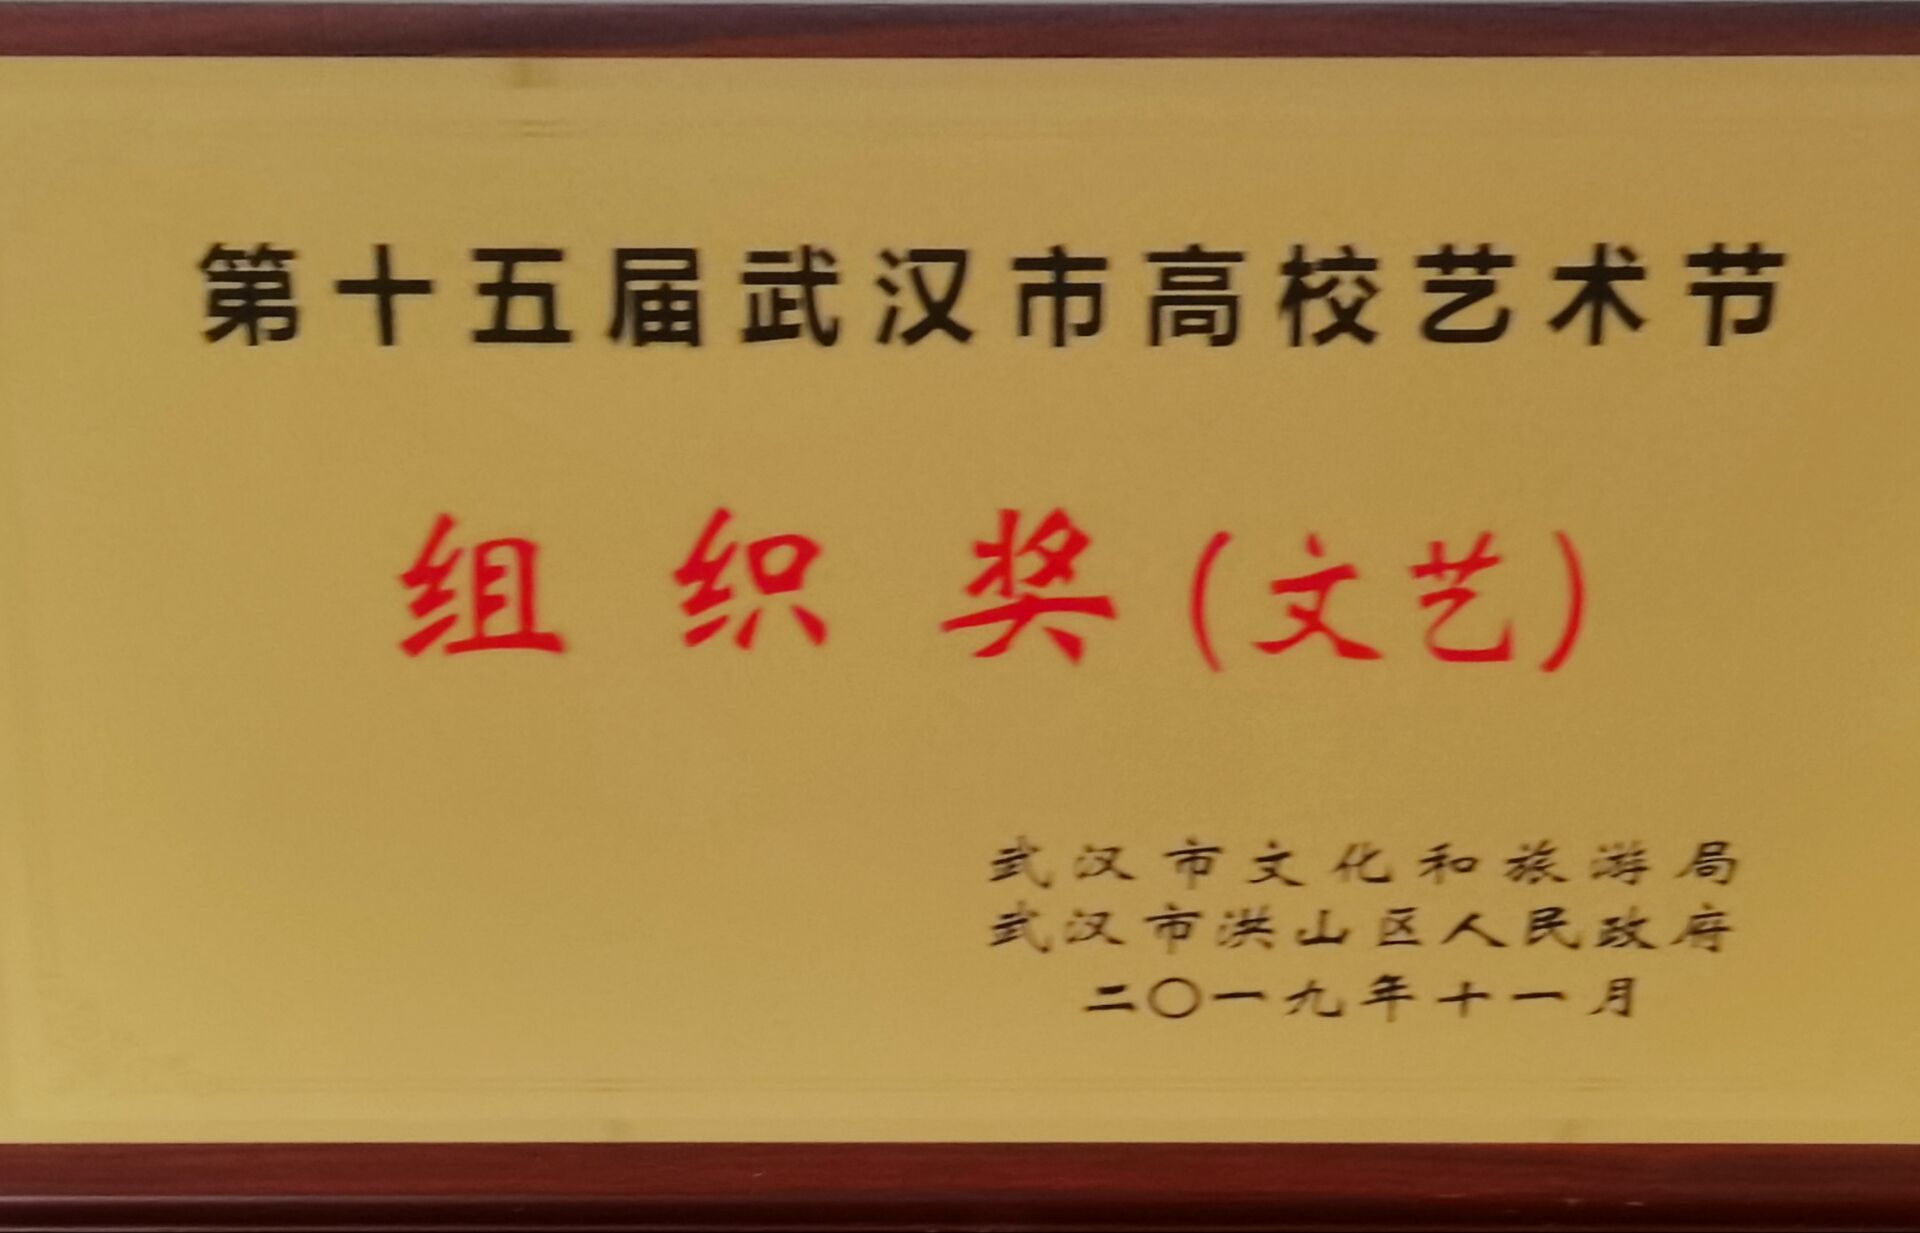 第十五届武汉市高校艺术节
组织奖(文艺)
武汉市文化和旅游局
武汉市洪山区人民政府
二〇一九年十一月